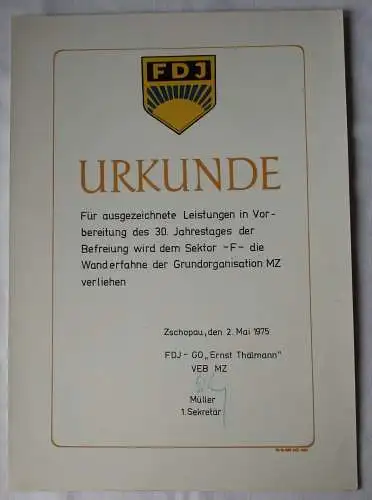 FDJ
URKUNDE
Für ausgezeichnete Leistungen in Vor-
bereitung des 30. Jahrestages der
Befreiung wird dem Sektor -F- die
Wanderfahne der Grundorganisation MZ
verliehen
Zschopau, den 2. Mai 1975
FDJ - GO „Ernst Thälmann"
VEB MZ
Müller
1. Sekretär